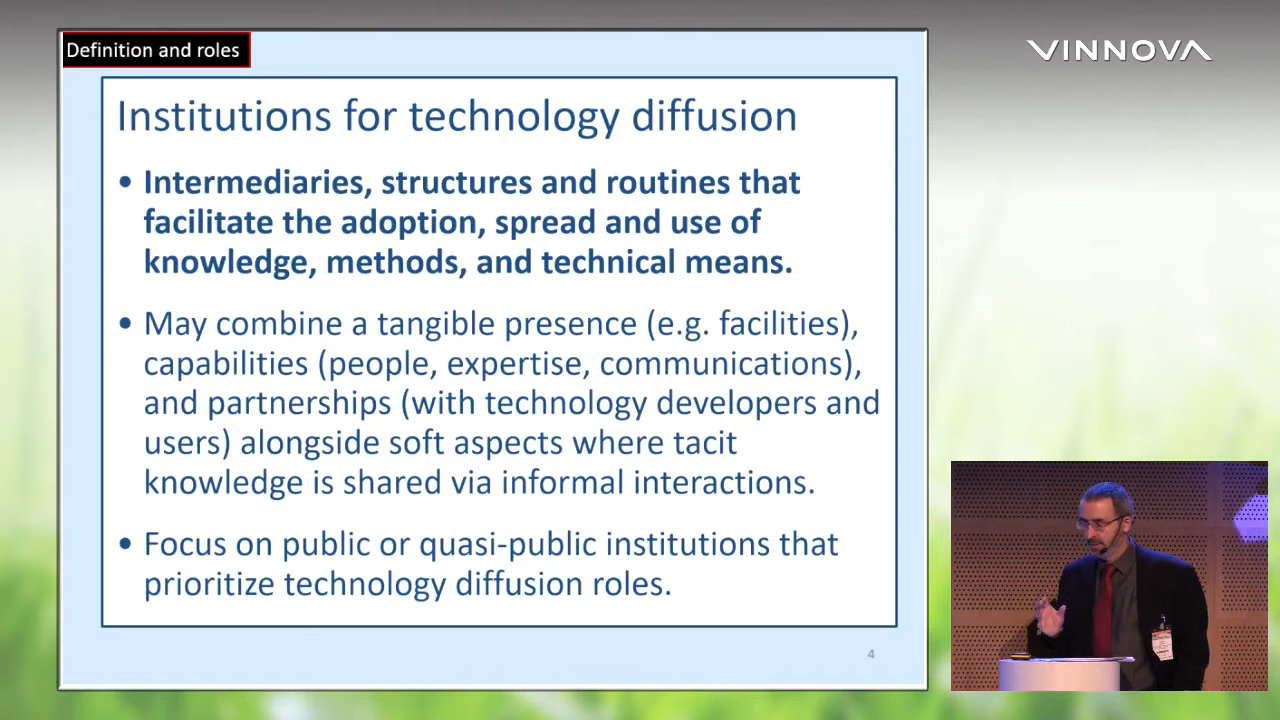 Definition and roles
VINNOVA
Institutions for technology diffusion
• Intermediaries, structures and routines that
facilitate the adoption, spread and use of
knowledge, methods, and technical means.
• May combine a tangible presence (e.g. facilities),
capabilities (people, expertise, communications),
and partnerships (with technology developers and
users) alongside soft aspects where tacit
knowledge is shared via informal interactions.
• Focus on public or quasi-public institutions that
prioritize technology diffusion roles.
4